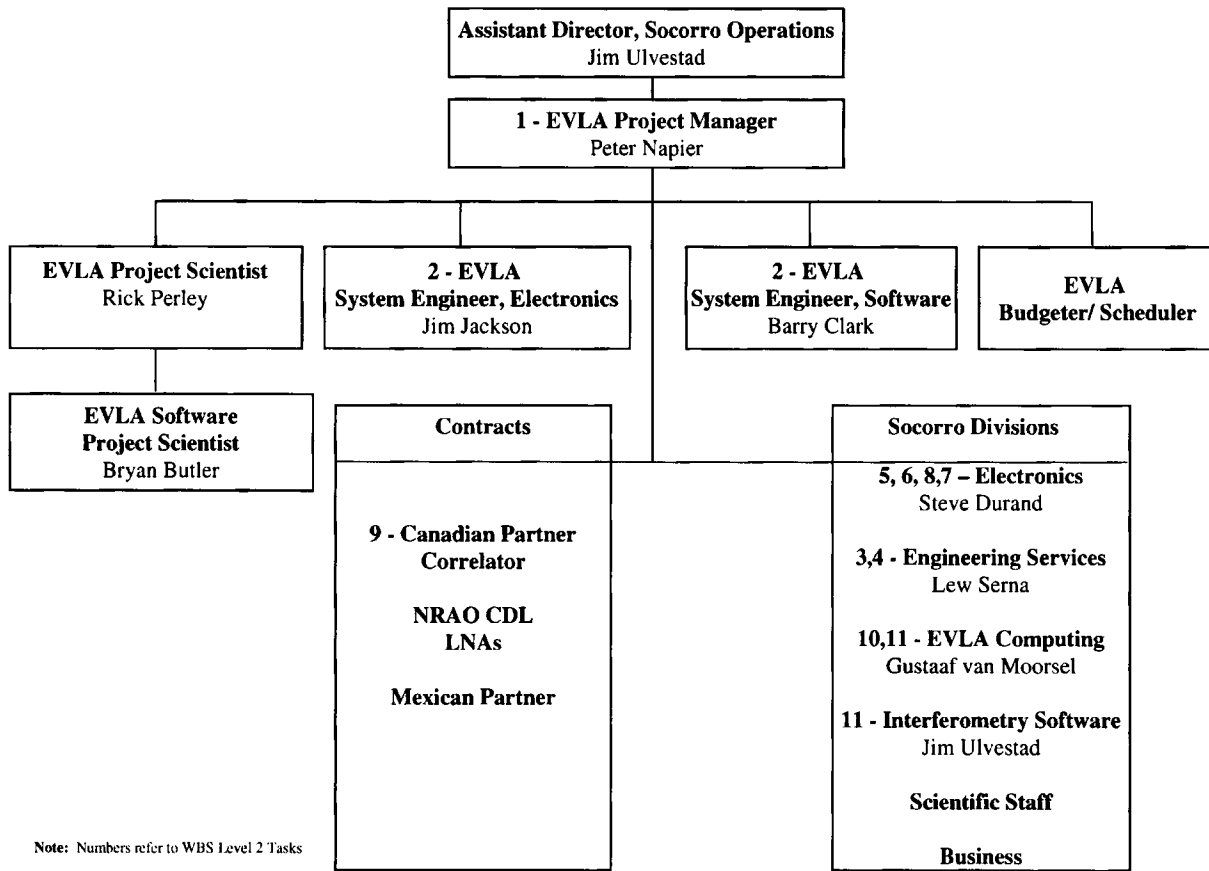 Assistant Director, Socorro Operations
Jim Ulvestad
1 - EVLA Project Manager
Peter Napier
EVLA Project Scientist
Rick Perley
2 - EVLA
System Engineer, Electronics
Jim Jackson
2 - EVLA
System Engineer, Software
Barry Clark
EVLA
Budgeter/ Scheduler
EVLA Software
Project Scientist
Bryan Butler
Contracts
9 - Canadian Partner
Correlator
NRAO CDL
LNAs
Mexican Partner
Socorro Divisions
5, 6, 8,7 – Electronics
Steve Durand
3,4 - Engineering Services
Lew Serna
10,11 - EVLA Computing
Gustaaf van Moorsel
11 - Interferometry Software
Jim Ulvestad
Scientific Staff
Business
Note: Numbers refer to WBS Level 2 Tasks